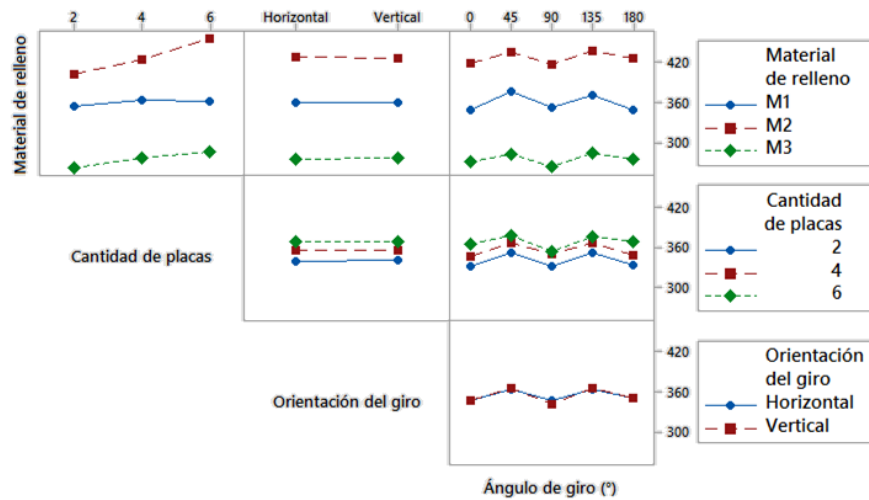 2 4 6 Horizontal Vertical 0 45 90 135 180
Material de relleno
420
360
300
Material
de relleno
M1
M2
M3
Cantidad de placas
420
360
300
Cantidad
de placas
2
4
6
Orientación del giro
420
360
300
Orientación
del giro
Horizontal
Vertical
Ángulo de giro (°)